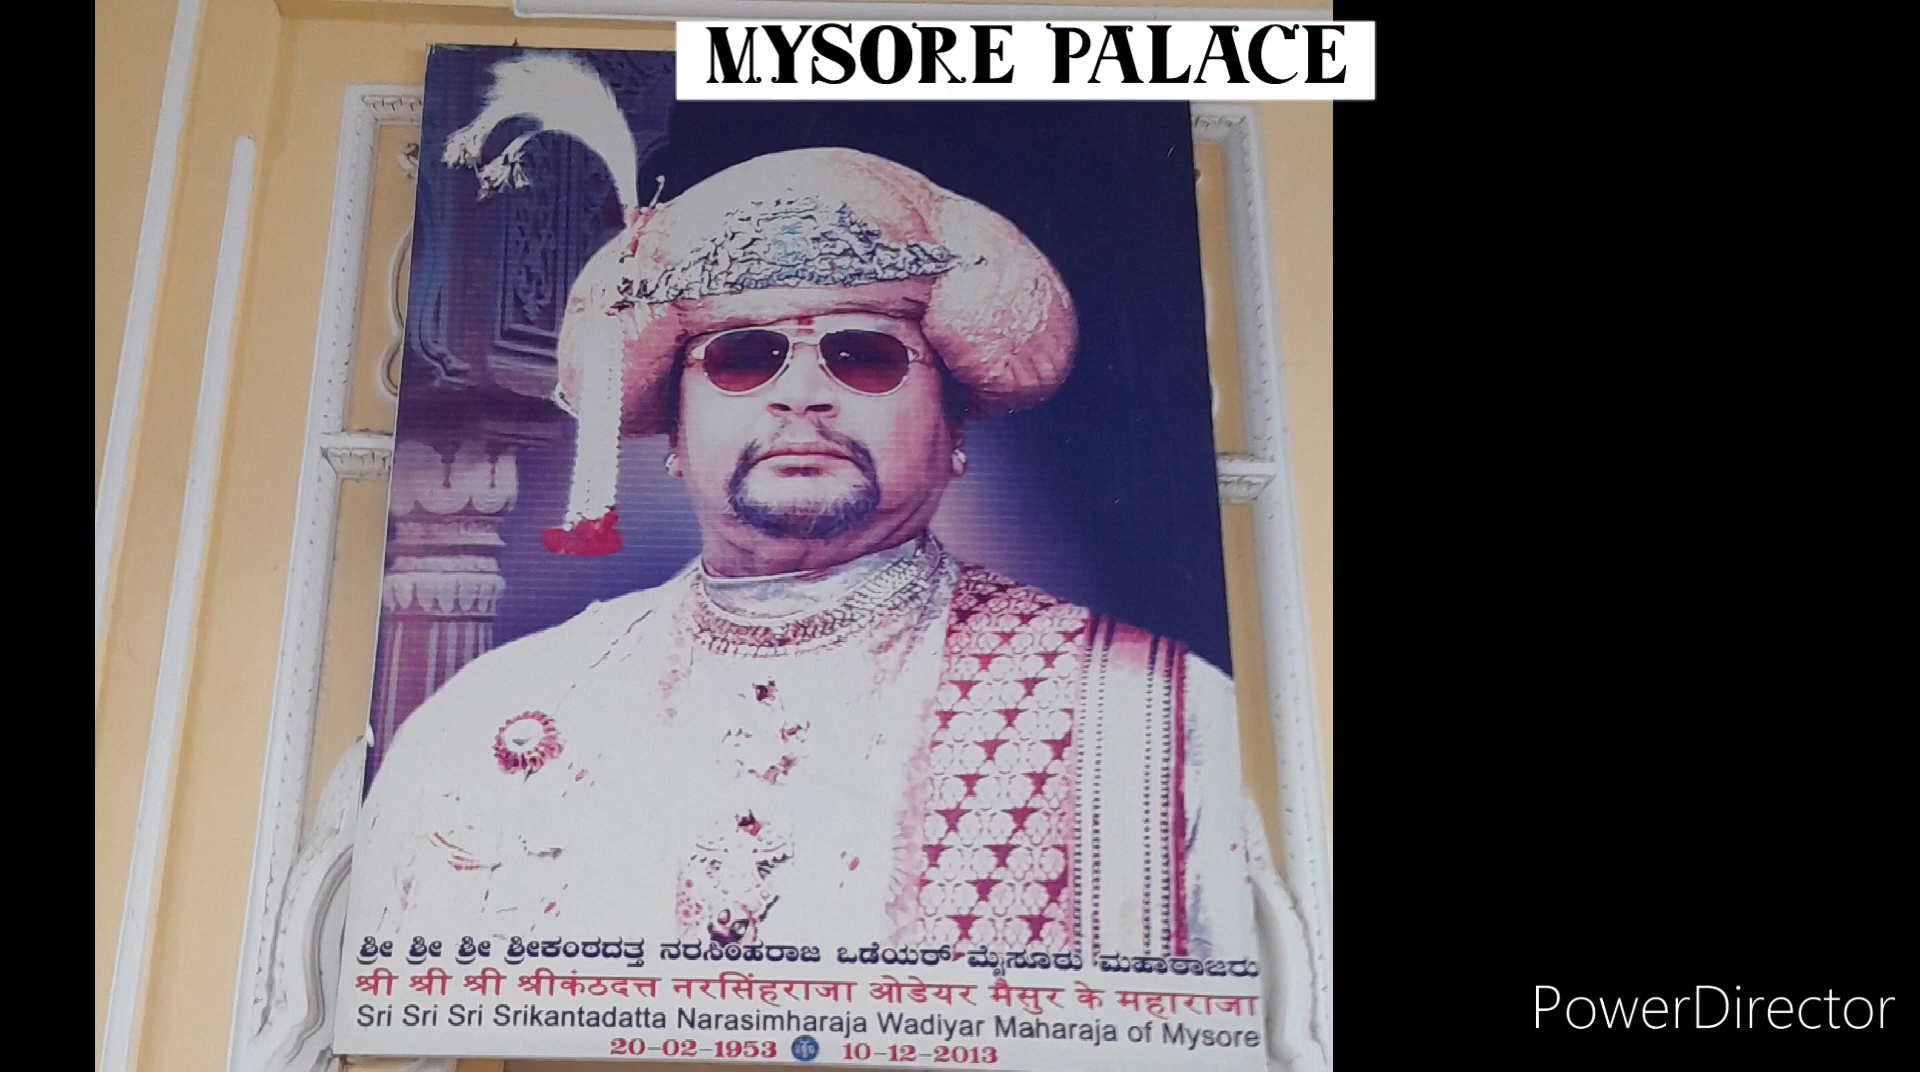 MYSORE PALACE
ಶ್ರೀ ಶ್ರೀ ಶ್ರೀ ಶ್ರೀಕಂಠದತ್ತ ನರಸಿಂಹರಾಜ ಒಡೆಯರ್-ಮೈಸೂರು ಮಹಾರಾಜರು
श्री श्री श्री श्रीकंठदत्त नरसिंहराजा ओडेयर मैसुर के महाराजा
Sri Sri Sri Srikantadatta Narasimharaja Wadiyar Maharaja of Mysore
20-02-1953 10-12-2013
PowerDirector